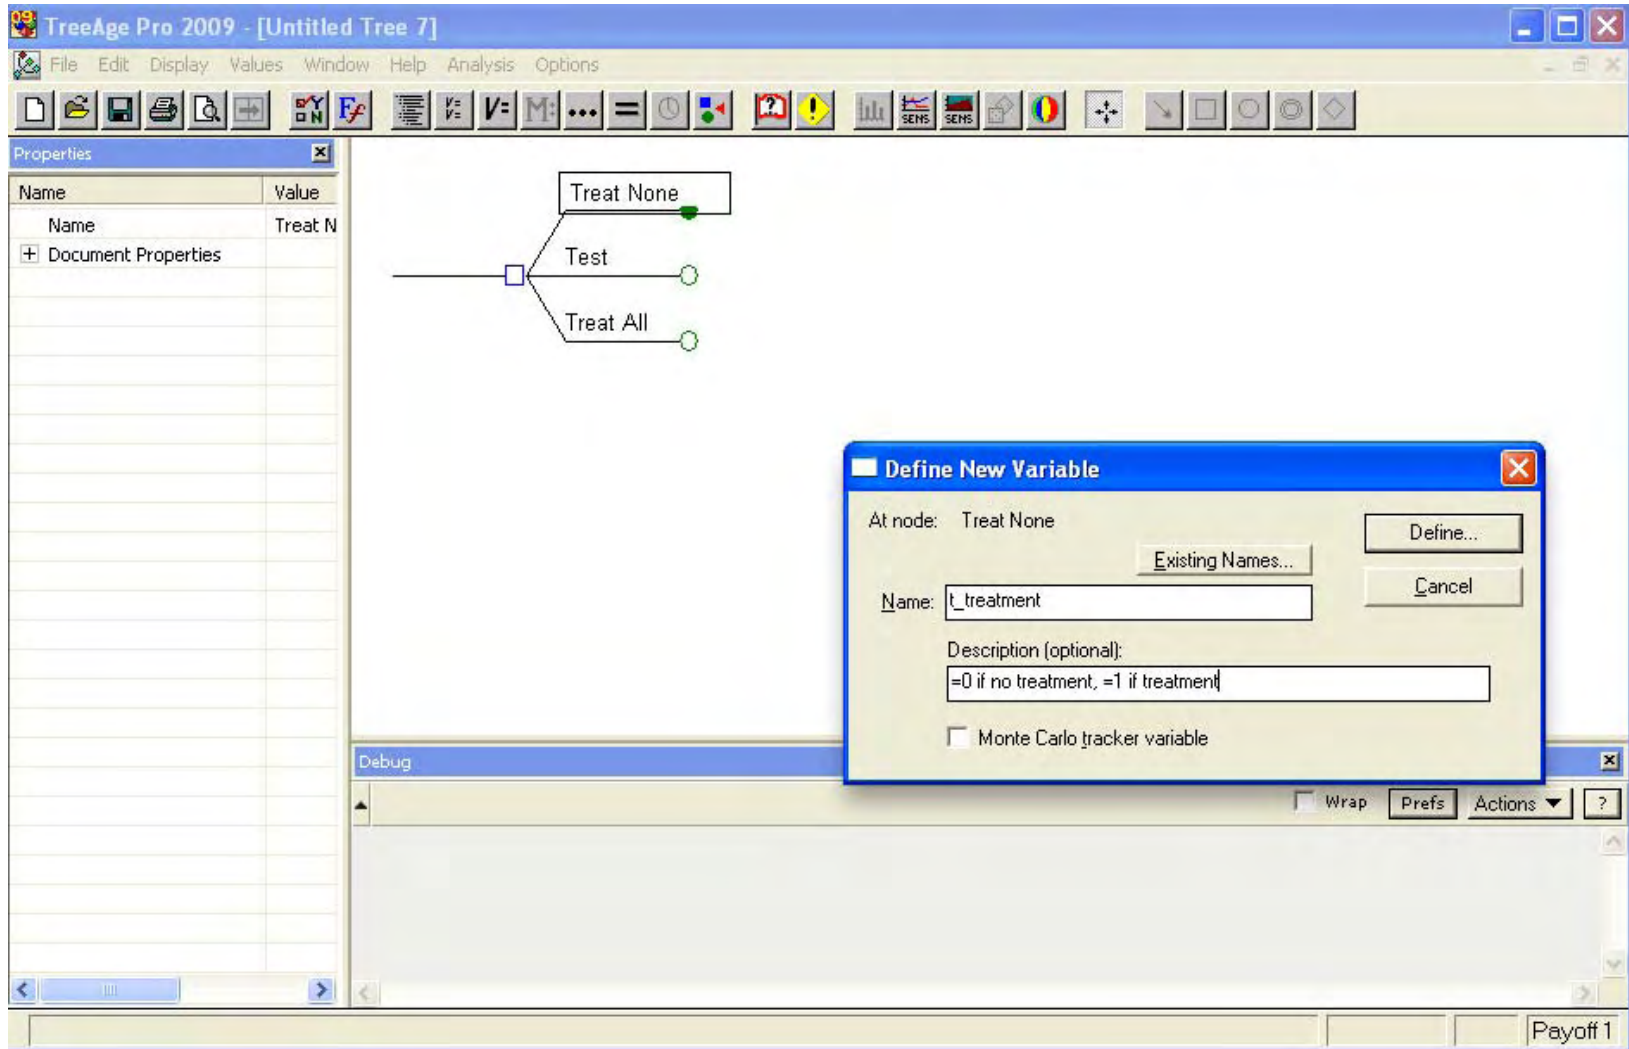 TreeAge Pro 2009 - [Untitled Tree 7]
File Edit Display Values Window Help Analysis Options
Properties
Name Value
Name Treat N
Document Properties
Treat None
Test
Treat All
Define New Variable
At node: Treat None
Define...
Existing Names...
Cancel
Name: t_treatment
Description (optional):
=0 if no treatment, =1 if treatment
Monte Carlo tracker variable
Debug
Wrap Prefs Actions ?
Payoff 1